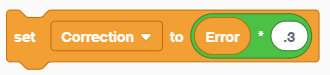 set Correction to Error * .3